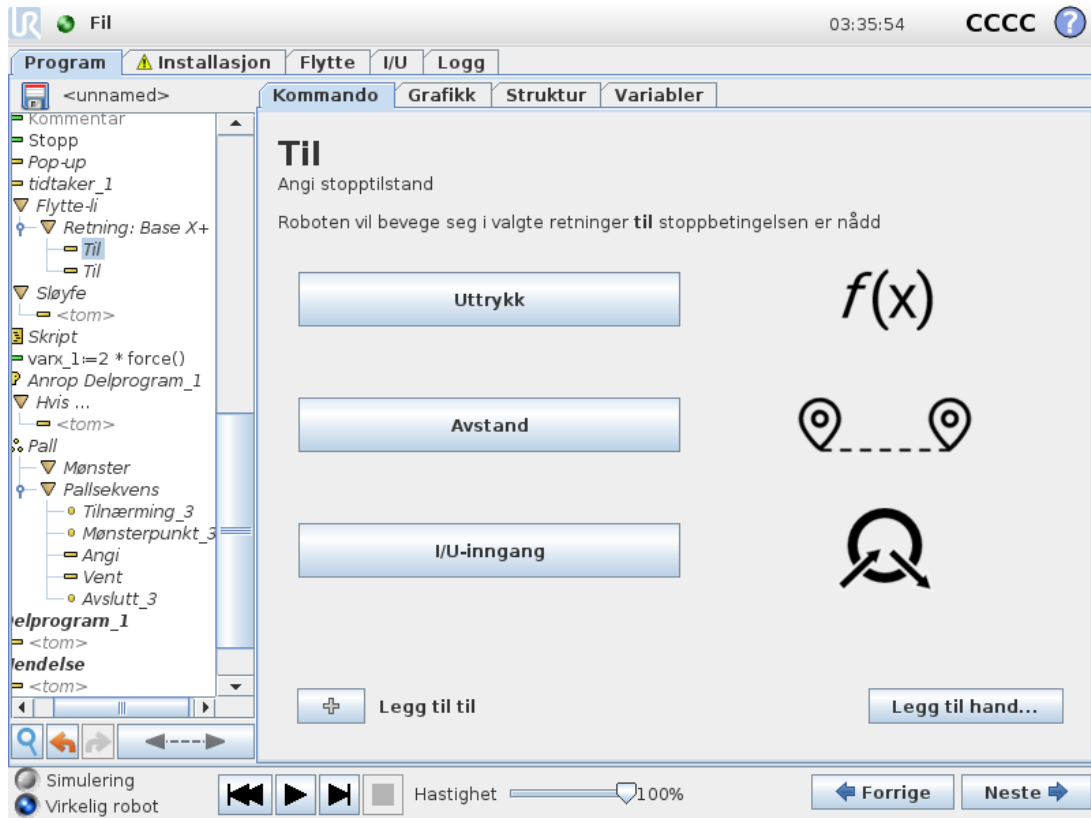 Fil
03:35:54
CCCC
?
Program
Installasjon
Flytte
I/U
Logg
<unnamed>
Kommando
Grafikk
Struktur
Variabler
Kommentar
Stopp
Pop-up
tidtaker_1
Flytte-li
Retning: Base X+
Til
Til
Sløyfe
<tom>
Skript
varx_1:=2 * force()
Anrop Delprogram_1
Hvis ...
<tom>
Pall
Mønster
Pallsekvens
Tilnærming_3
Mønsterpunkt_3
Angi
Vent
Avslutt_3
elprogram_1
<tom>
endelse
<tom>
Til
Angi stopptilstand
Roboten vil bevege seg i valgte retninger til stoppbetingelsen er nådd
Uttrykk
f(x)
Avstand
I/U-inngang
Legg til til
Legg til hand...
Simulering
Virkelig robot
Hastighet
100%
Forrige
Neste